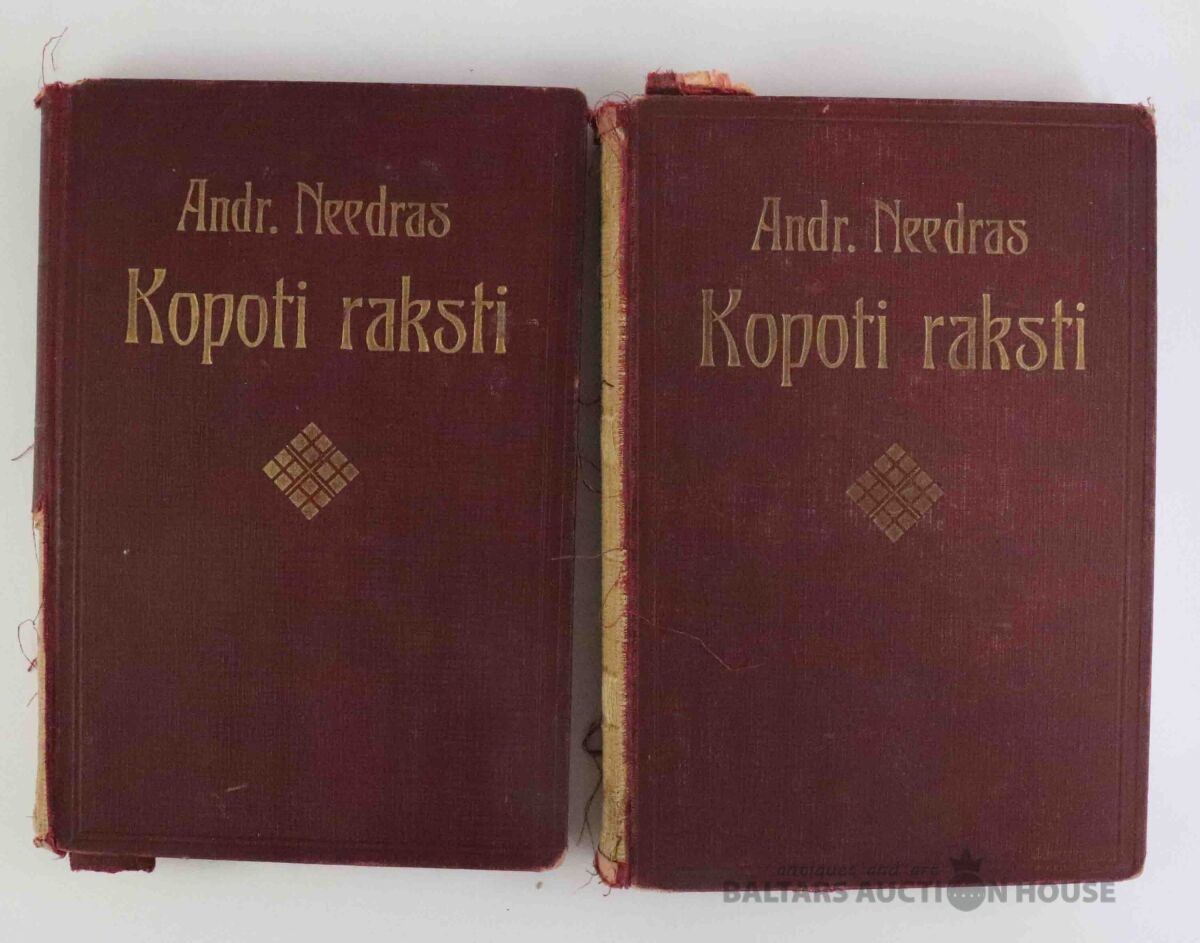 Andr. Needras
Kopoti raksti
Andr. Needras
Kopoti raksti
antiques and art
BALTARS AUCTION HOUSE